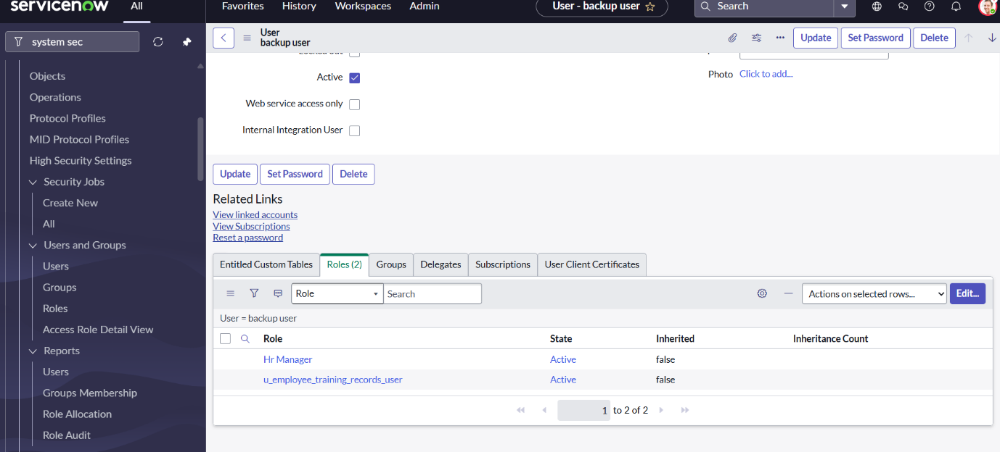 servicenow
All
Favorites
History
Workspaces
Admin
User - backup user
Search
system sec
Objects
Operations
Protocol Profiles
MID Protocol Profiles
High Security Settings
Security Jobs
Create New
All
Users and Groups
Users
Groups
Roles
Access Role Detail View
Reports
Users
Groups Membership
Role Allocation
Role Audit
User
backup user
Update
Set Password
Delete
Locked out
Active
Web service access only
Internal Integration User
Photo
Click to add...
Update
Set Password
Delete
Related Links
View linked accounts
View Subscriptions
Reset a password
Entitled Custom Tables
Roles (2)
Groups
Delegates
Subscriptions
User Client Certificates
Role
Search
Actions on selected rows...
Edit...
User = backup user
Role State Inherited Inheritance Count
Hr Manager Active false
u_employee_training_records_user Active false
1 to 2 of 2